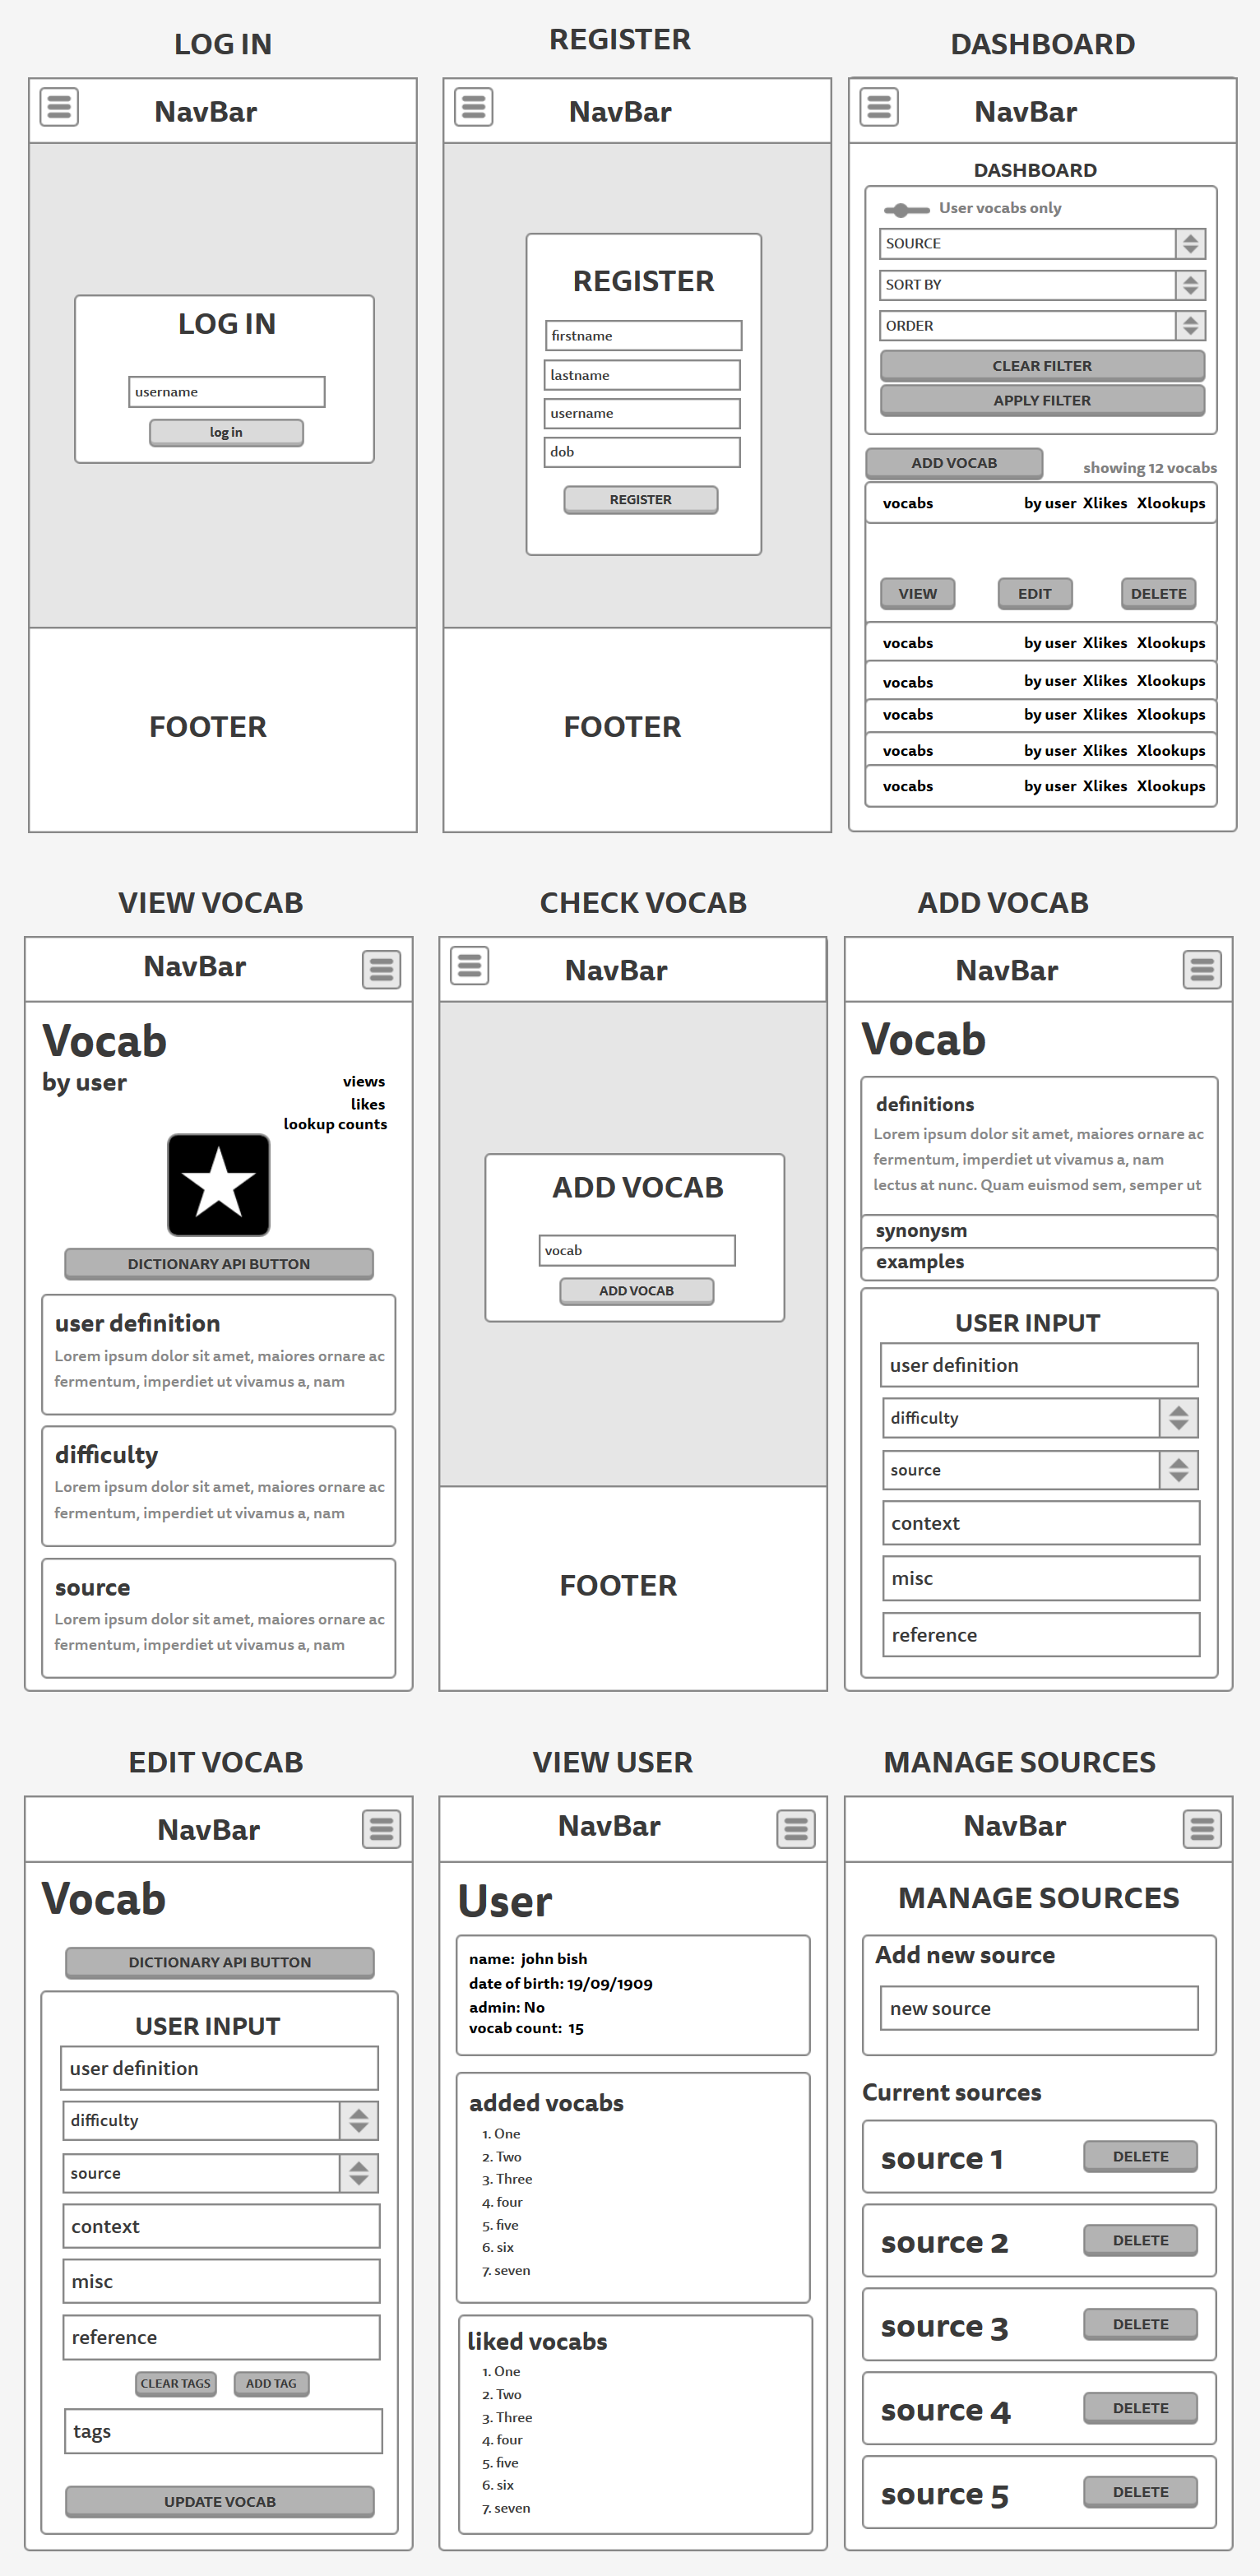 LOG IN
NavBar
LOG IN
username
log in
FOOTER
REGISTER
NavBar
REGISTER
firstname
lastname
username
dob
REGISTER
FOOTER
DASHBOARD
NavBar
DASHBOARD
User vocabs only
SOURCE
SORT BY
ORDER
CLEAR FILTER
APPLY FILTER
ADD VOCAB showing 12 vocabs
vocabs by user Xlikes Xlookups
VIEW EDIT DELETE
vocabs by user Xlikes Xlookups
vocabs by user Xlikes Xlookups
vocabs by user Xlikes Xlookups
vocabs by user Xlikes Xlookups
vocabs by user Xlikes Xlookups
VIEW VOCAB
NavBar
Vocab
by user
views
likes
lookup counts
DICTIONARY API BUTTON
user definition
Lorem ipsum dolor sit amet, maiores ornare ac
fermentum, imperdiet ut vivamus a, nam
difficulty
Lorem ipsum dolor sit amet, maiores ornare ac
fermentum, imperdiet ut vivamus a, nam
source
Lorem ipsum dolor sit amet, maiores ornare ac
fermentum, imperdiet ut vivamus a, nam
CHECK VOCAB
NavBar
ADD VOCAB
vocab
ADD VOCAB
FOOTER
ADD VOCAB
NavBar
Vocab
definitions
Lorem ipsum dolor sit amet, maiores ornare ac
fermentum, imperdiet ut vivamus a, nam
lectus at nunc. Quam euismod sem, semper ut
synonysm
examples
USER INPUT
user definition
difficulty
source
context
misc
reference
EDIT VOCAB
NavBar
Vocab
DICTIONARY API BUTTON
USER INPUT
user definition
difficulty
source
context
misc
reference
CLEAR TAGS ADD TAG
tags
UPDATE VOCAB
VIEW USER
NavBar
User
name: john bish
date of birth: 19/09/1909
admin: No
vocab count: 15
added vocabs
1. One
2. Two
3. Three
4. four
5. five
6. six
7. seven
liked vocabs
1. One
2. Two
3. Three
4. four
5. five
6. six
7. seven
MANAGE SOURCES
NavBar
MANAGE SOURCES
Add new source
new source
Current sources
source 1 DELETE
source 2 DELETE
source 3 DELETE
source 4 DELETE
source 5 DELETE